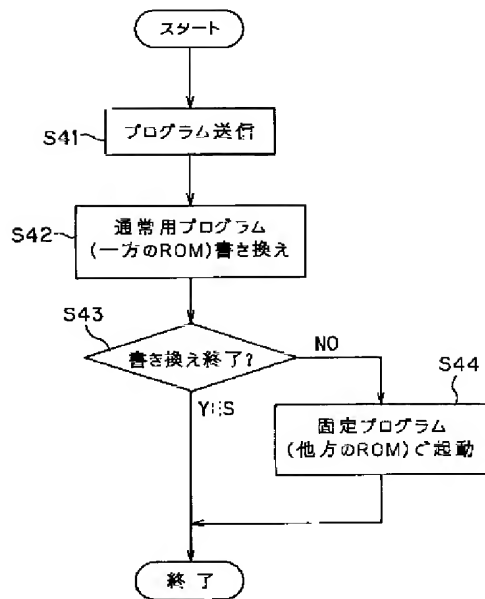 スタート
S41
プログラム送信
S42
通常用プログラム
(一方のROM)書き換え
S43
書き換え終了?
NO
YES
S44
固定プログラム
(他方のROM)で起動
終了